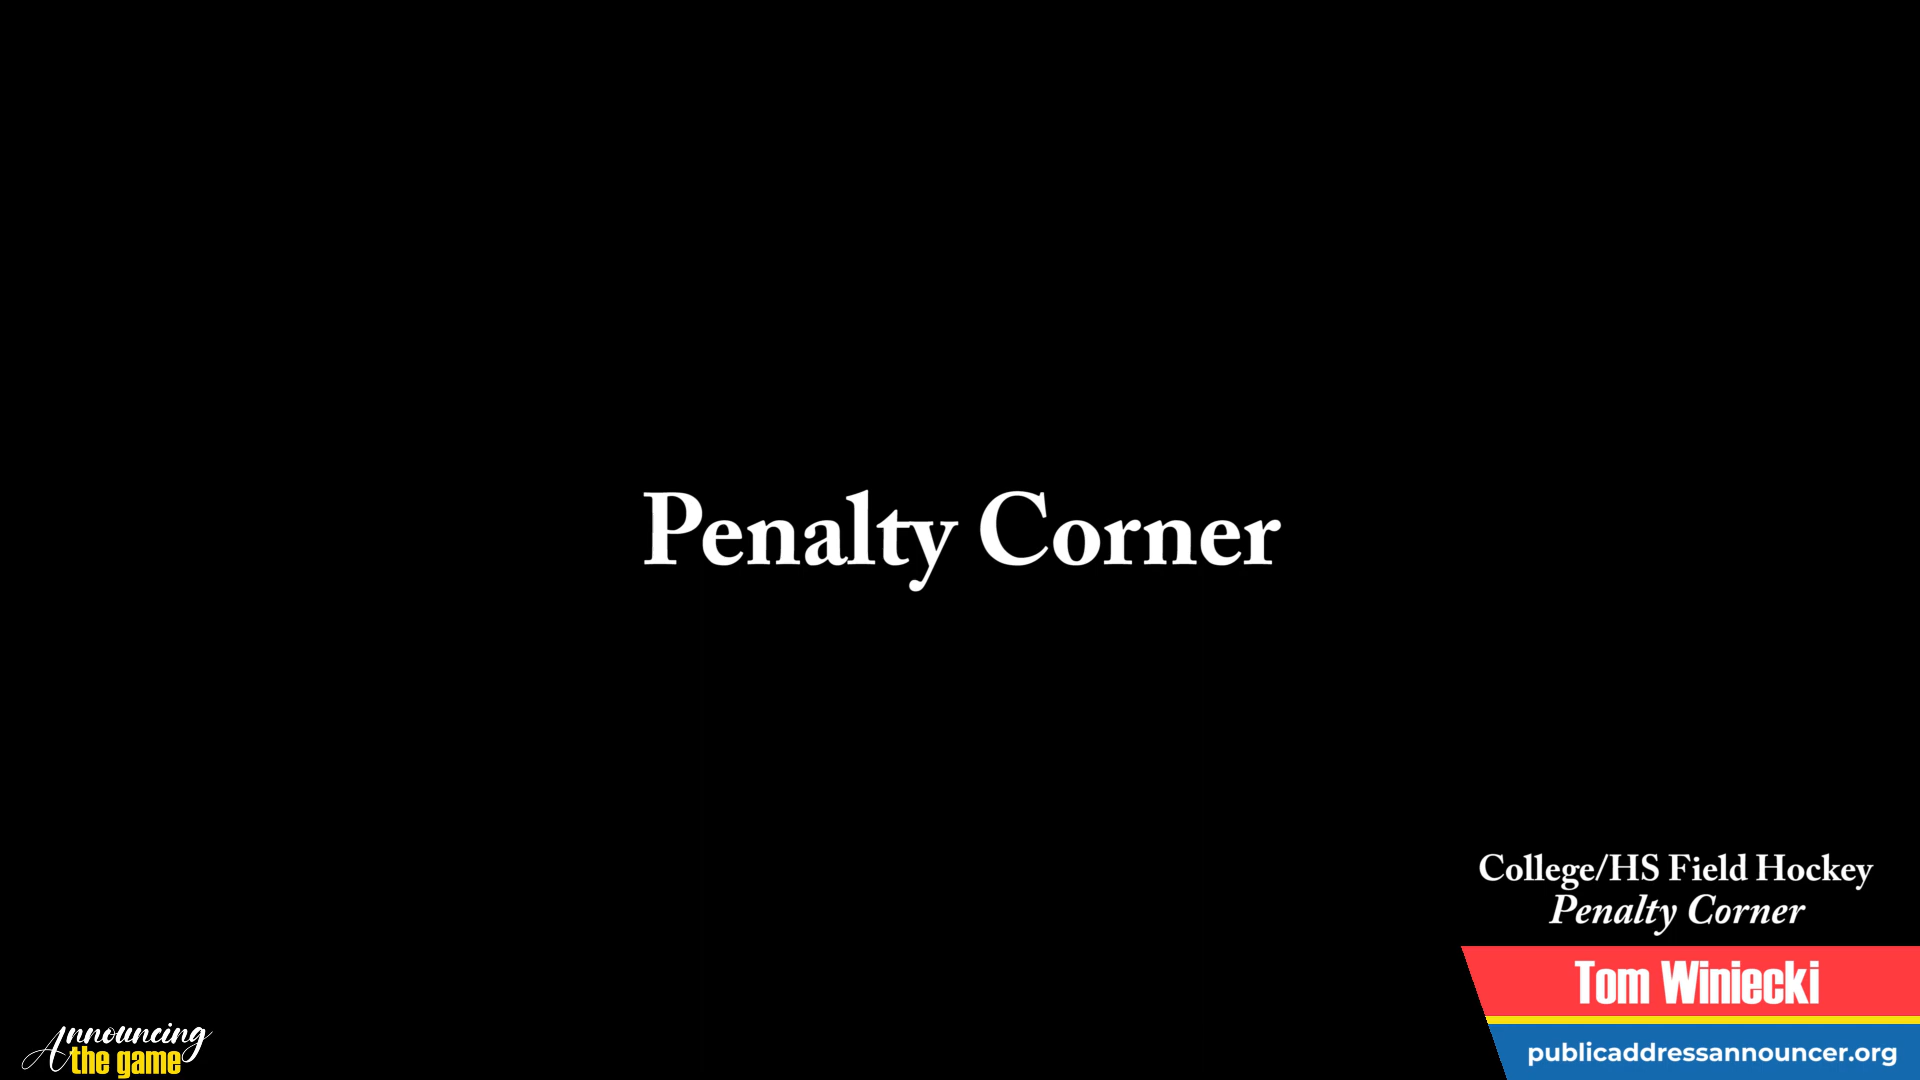 Penalty Corner
College/HS Field Hockey
Penalty Corner
Tom Winiecki
publicaddressannouncer.org
Announcing
the game